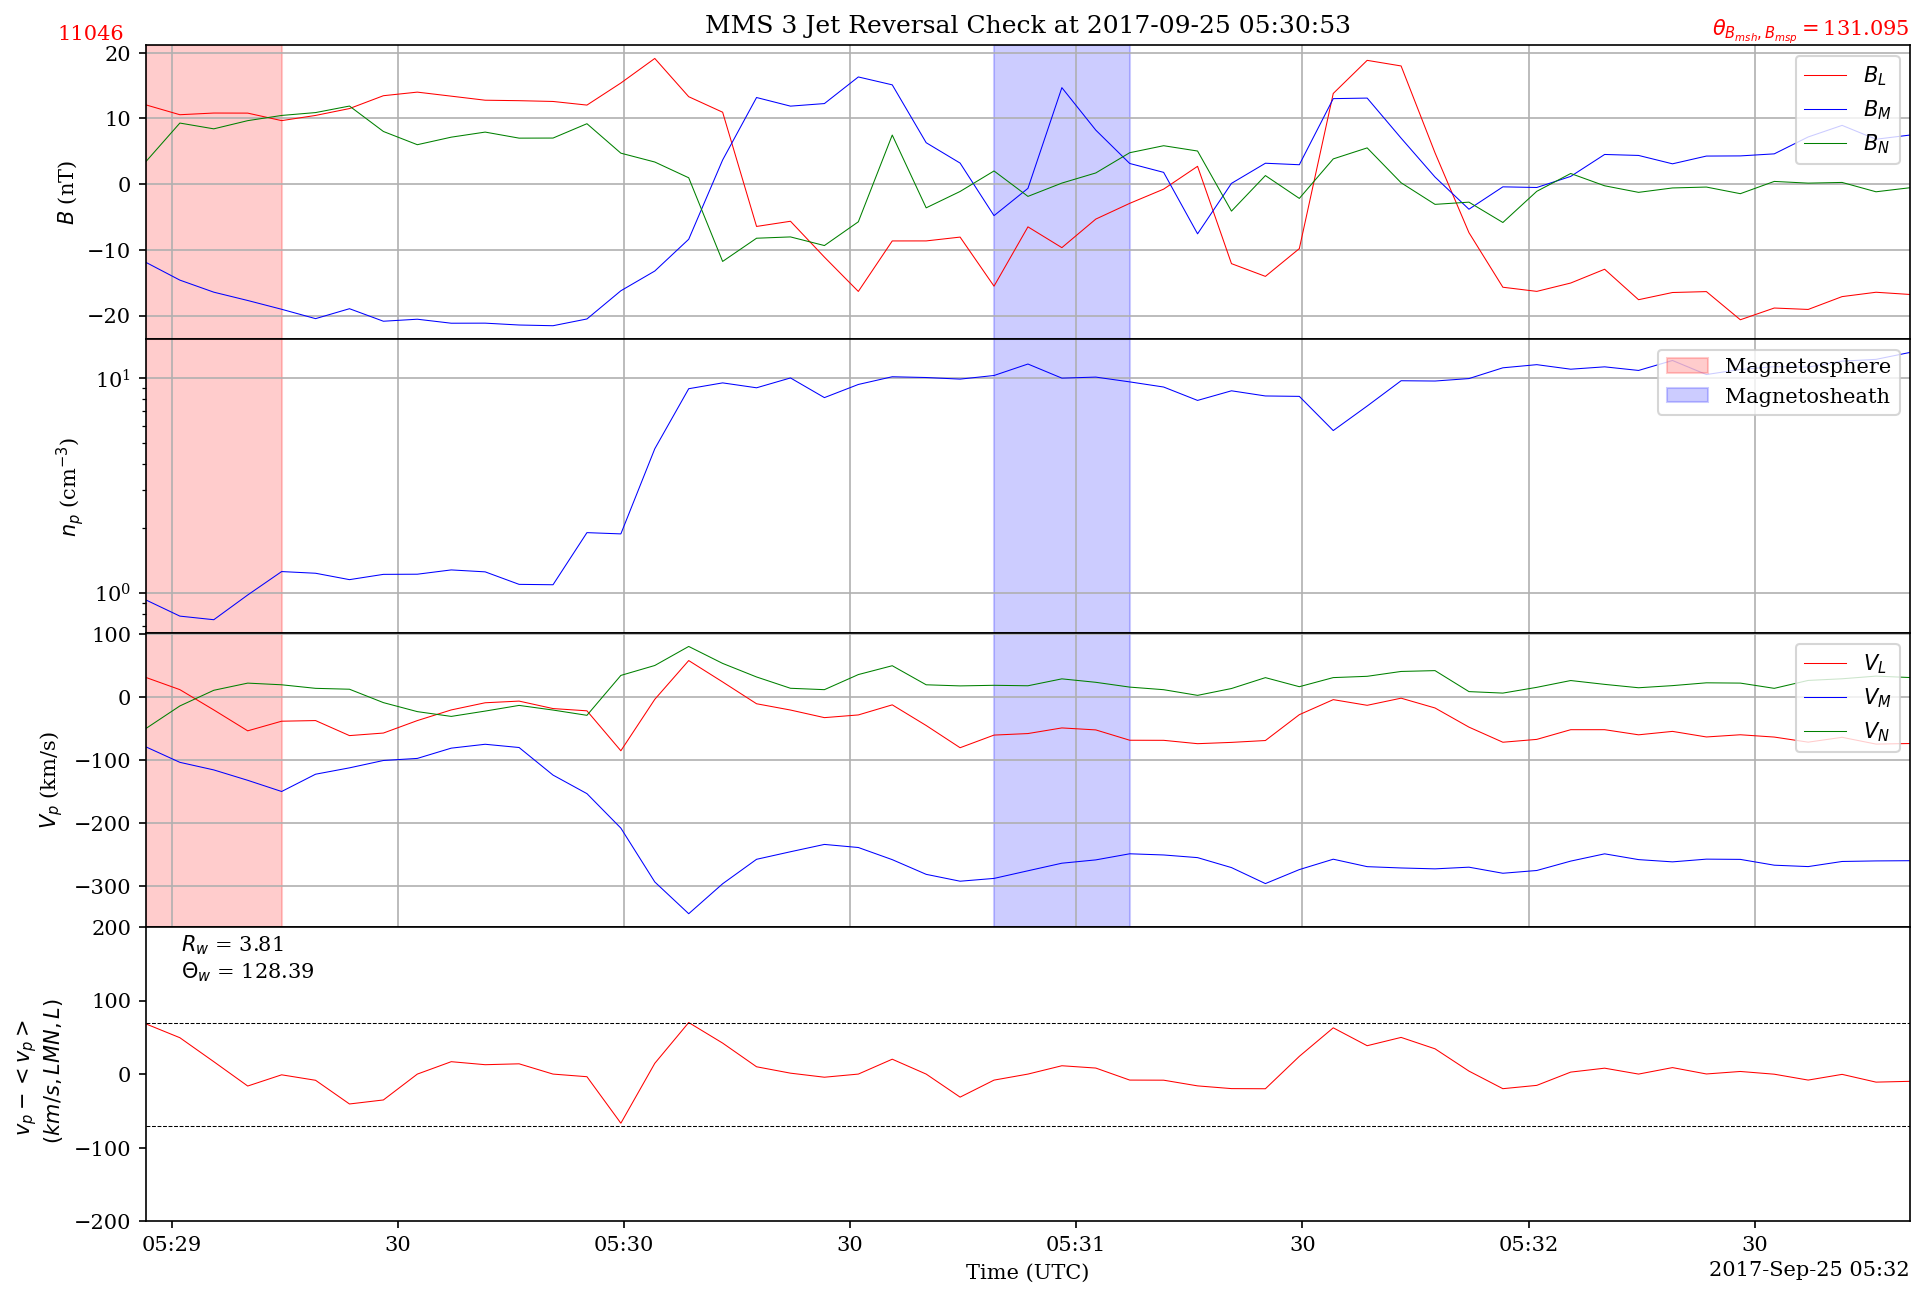 MMS 3 Jet Reversal Check at 2017-09-25 05:30:53
11046
θ_{B_{msh}, B_{msp}} = 131.095
20
10
0
−10
−20
B (nT)
B_L
B_M
B_N
10^1
10^0
n_p (cm^{−3})
Magnetosphere
Magnetosheath
100
0
−100
−200
−300
V_p (km/s)
V_L
V_M
V_N
200
100
0
−100
−200
v_p − < v_p >
(km/s, LMN, L)
R_w = 3.81
Θ_w = 128.39
05:29 30 05:30 30 05:31 30 05:32 30
Time (UTC)
2017-Sep-25 05:32